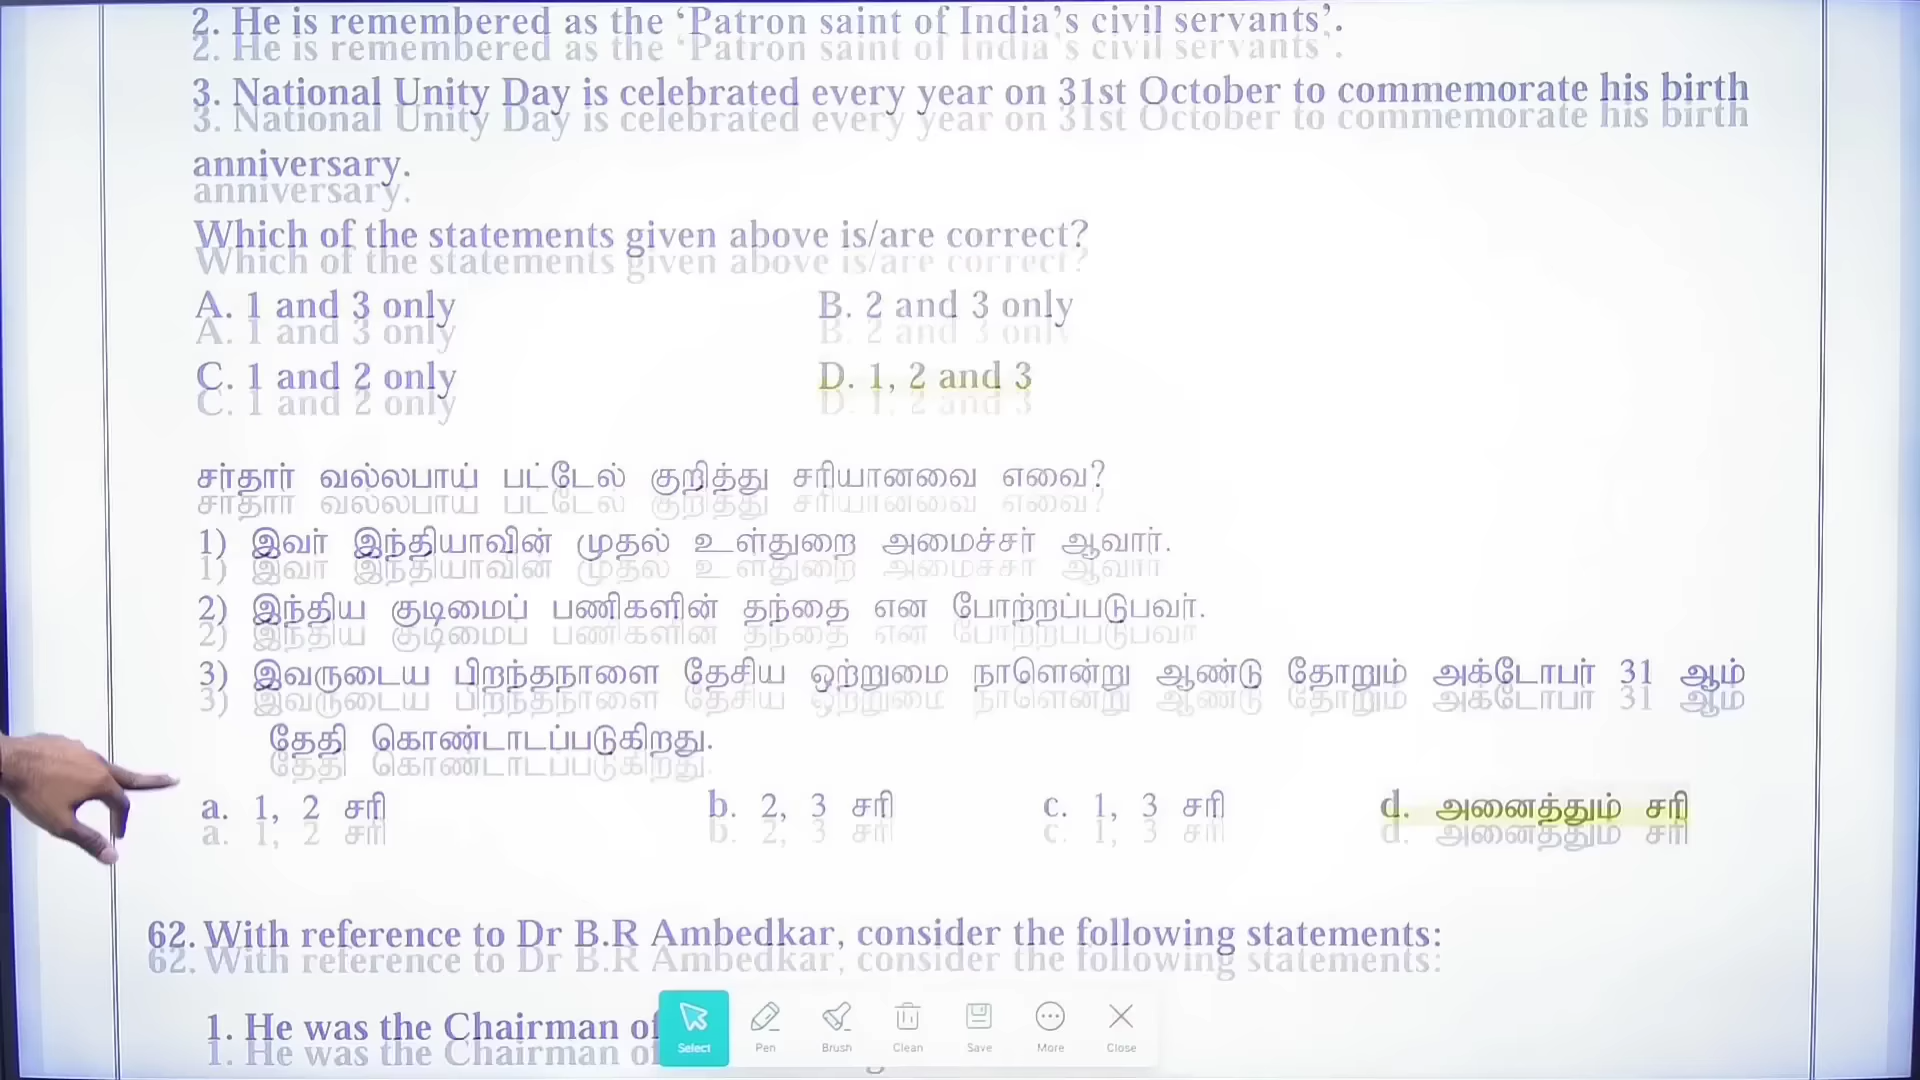 2. He is remembered as the ‘Patron saint of India’s civil servants’.
3. National Unity Day is celebrated every year on 31st October to commemorate his birth
anniversary.
Which of the statements given above is/are correct?
A. 1 and 3 only B. 2 and 3 only
C. 1 and 2 only D. 1, 2 and 3
சர்தார் வல்லபாய் பட்டேல் குறித்து சரியானவை எவை?
1) இவர் இந்தியாவின் முதல் உள்துறை அமைச்சர் ஆவார்.
2) இந்திய குடிமைப் பணிகளின் தந்தை என போற்றப்படுபவர்.
3) இவருடைய பிறந்தநாளை தேசிய ஒற்றுமை நாளென்று ஆண்டு தோறும் அக்டோபர் 31 ஆம்
தேதி கொண்டாடப்படுகிறது.
a. 1, 2 சரி b. 2, 3 சரி c. 1, 3 சரி d. அனைத்தும் சரி
62. With reference to Dr B.R Ambedkar, consider the following statements:
1. He was the Chairman of
Select Pen Brush Clean Save More Close